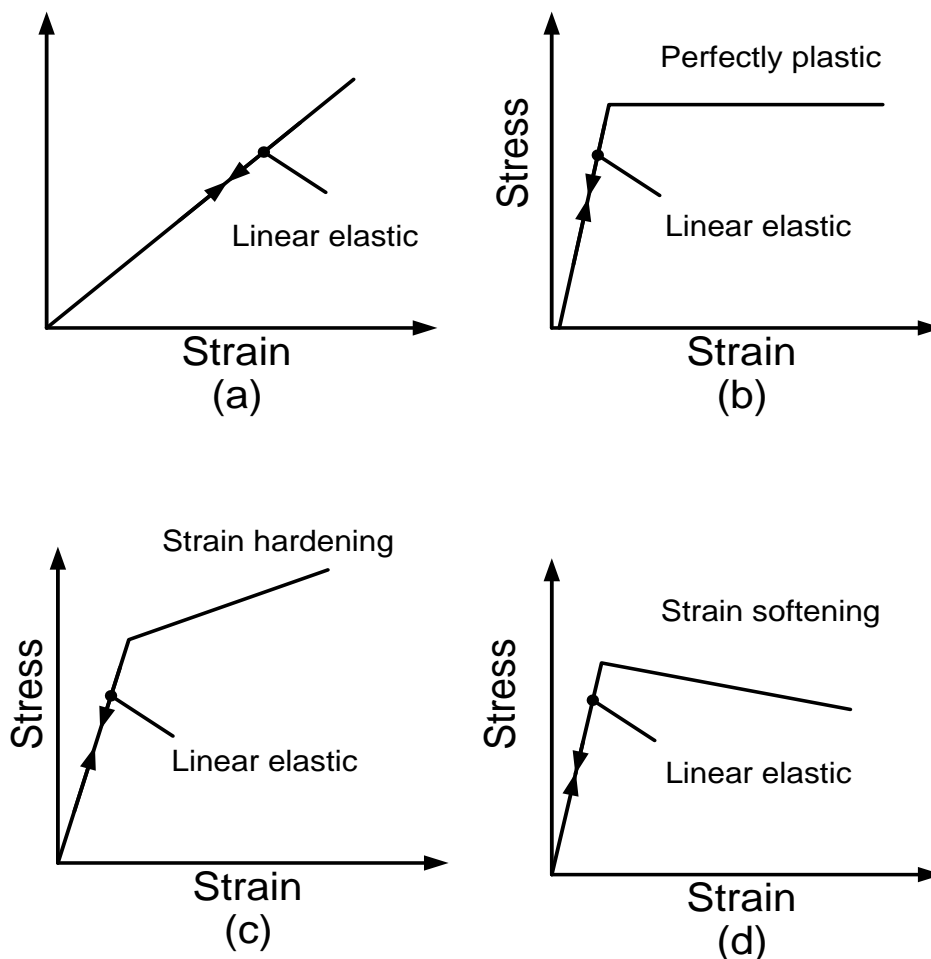 Linear elastic
Strain
(a)
Perfectly plastic
Stress
Linear elastic
Strain
(b)
Strain hardening
Stress
Linear elastic
Strain
(c)
Strain softening
Stress
Linear elastic
Strain
(d)